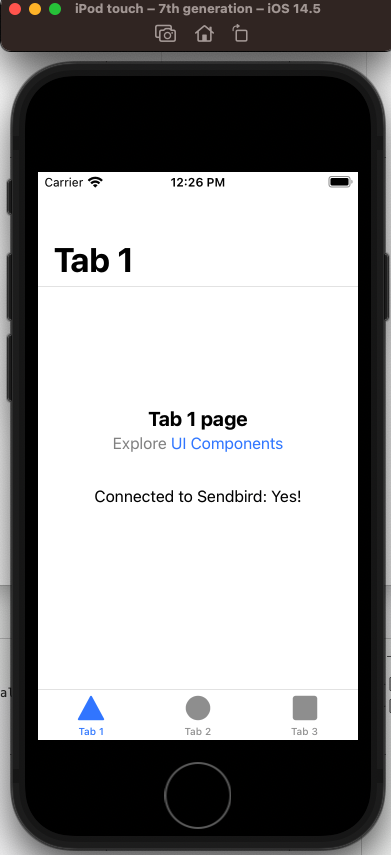 iPod touch – 7th generation – iOS 14.5
Carrier 12:26 PM
Tab 1
Tab 1 page
Explore UI Components
Connected to Sendbird: Yes!
Tab 1 Tab 2 Tab 3